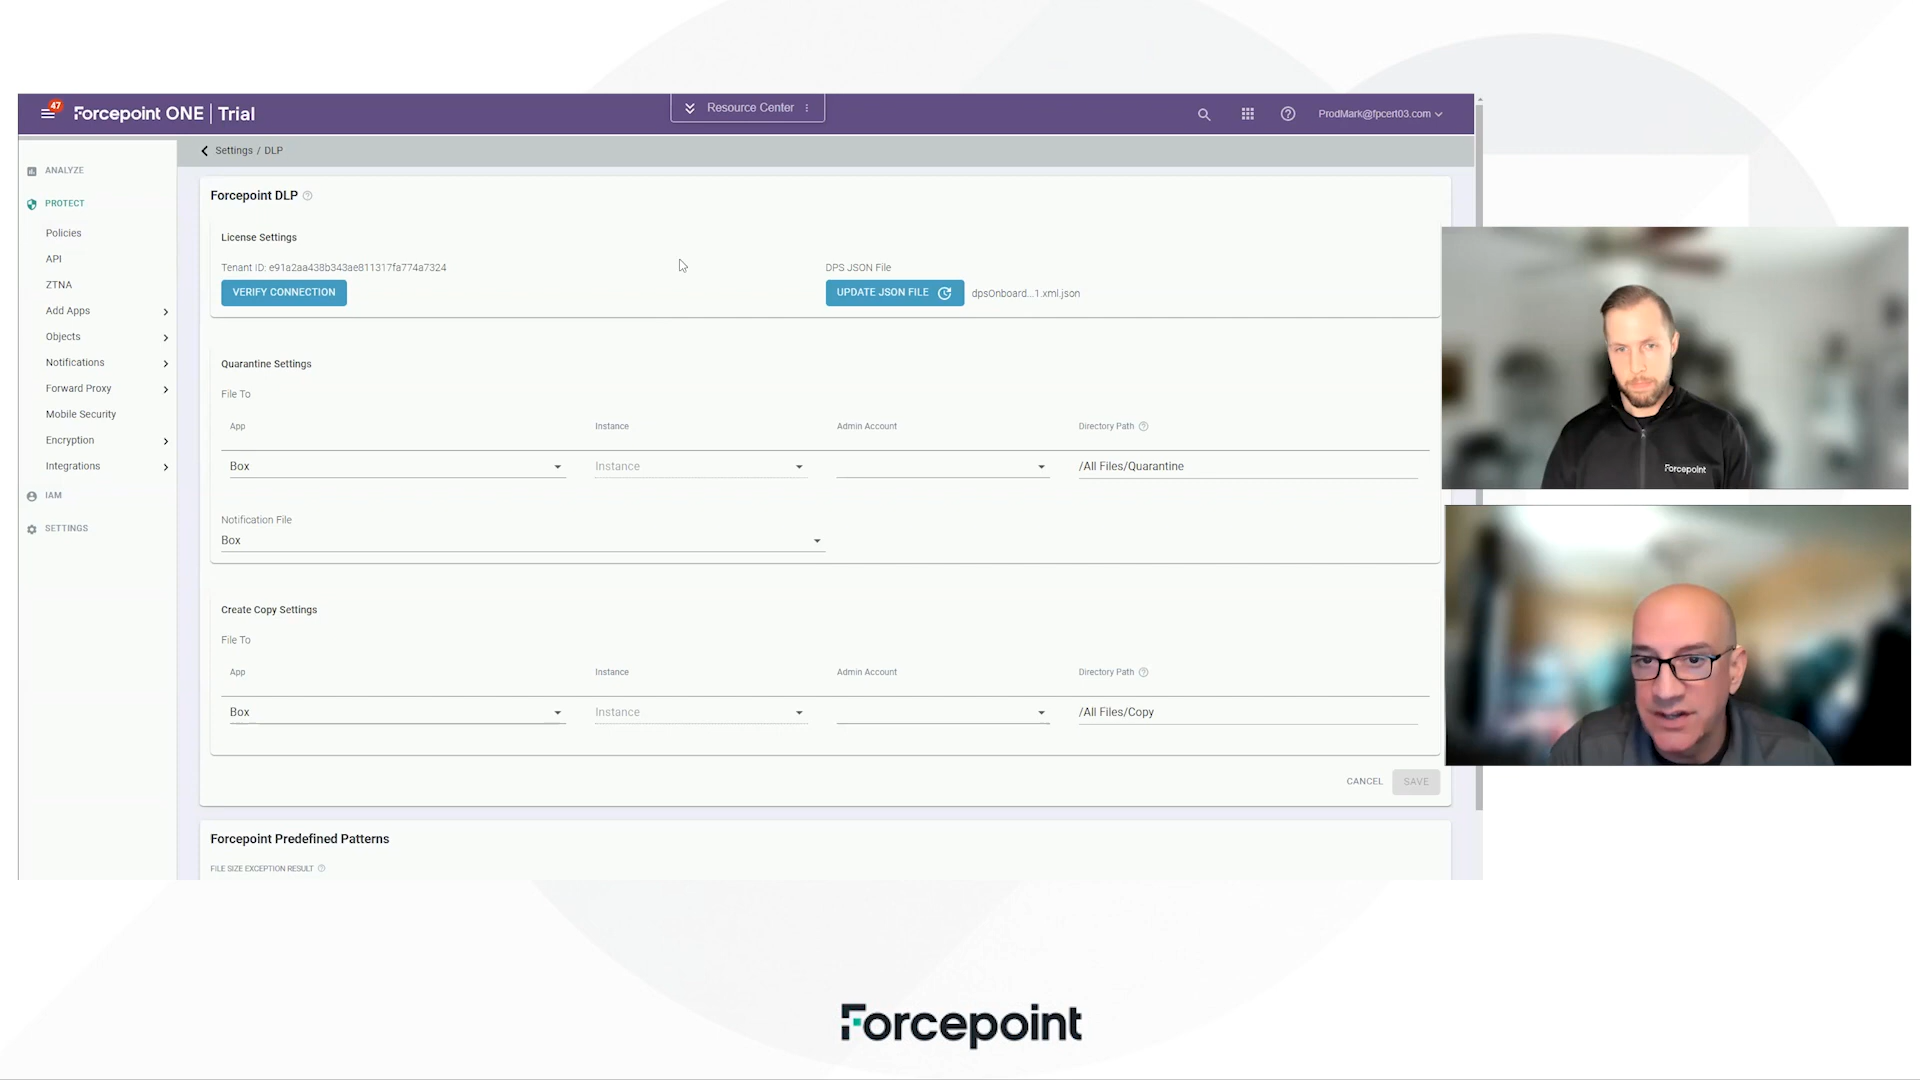 47
Forcepoint ONE | Trial
Resource Center
ProdMark@fpcert03.com
Settings / DLP
ANALYZE
PROTECT
Policies
API
ZTNA
Add Apps
Objects
Notifications
Forward Proxy
Mobile Security
Encryption
Integrations
IAM
SETTINGS
Forcepoint DLP
License Settings
Tenant ID: e91a2aa438b343ae811317fa774a7324
DPS JSON File
VERIFY CONNECTION
UPDATE JSON FILE
dpsOnboard...1.xml.json
Quarantine Settings
File To
App Instance Admin Account Directory Path
Box Instance /All Files/Quarantine
Notification File
Box
Create Copy Settings
File To
App Instance Admin Account Directory Path
Box Instance /All Files/Copy
CANCEL SAVE
Forcepoint Predefined Patterns
FILE SIZE EXCEPTION RESULT
Forcepoint
Forcepoint